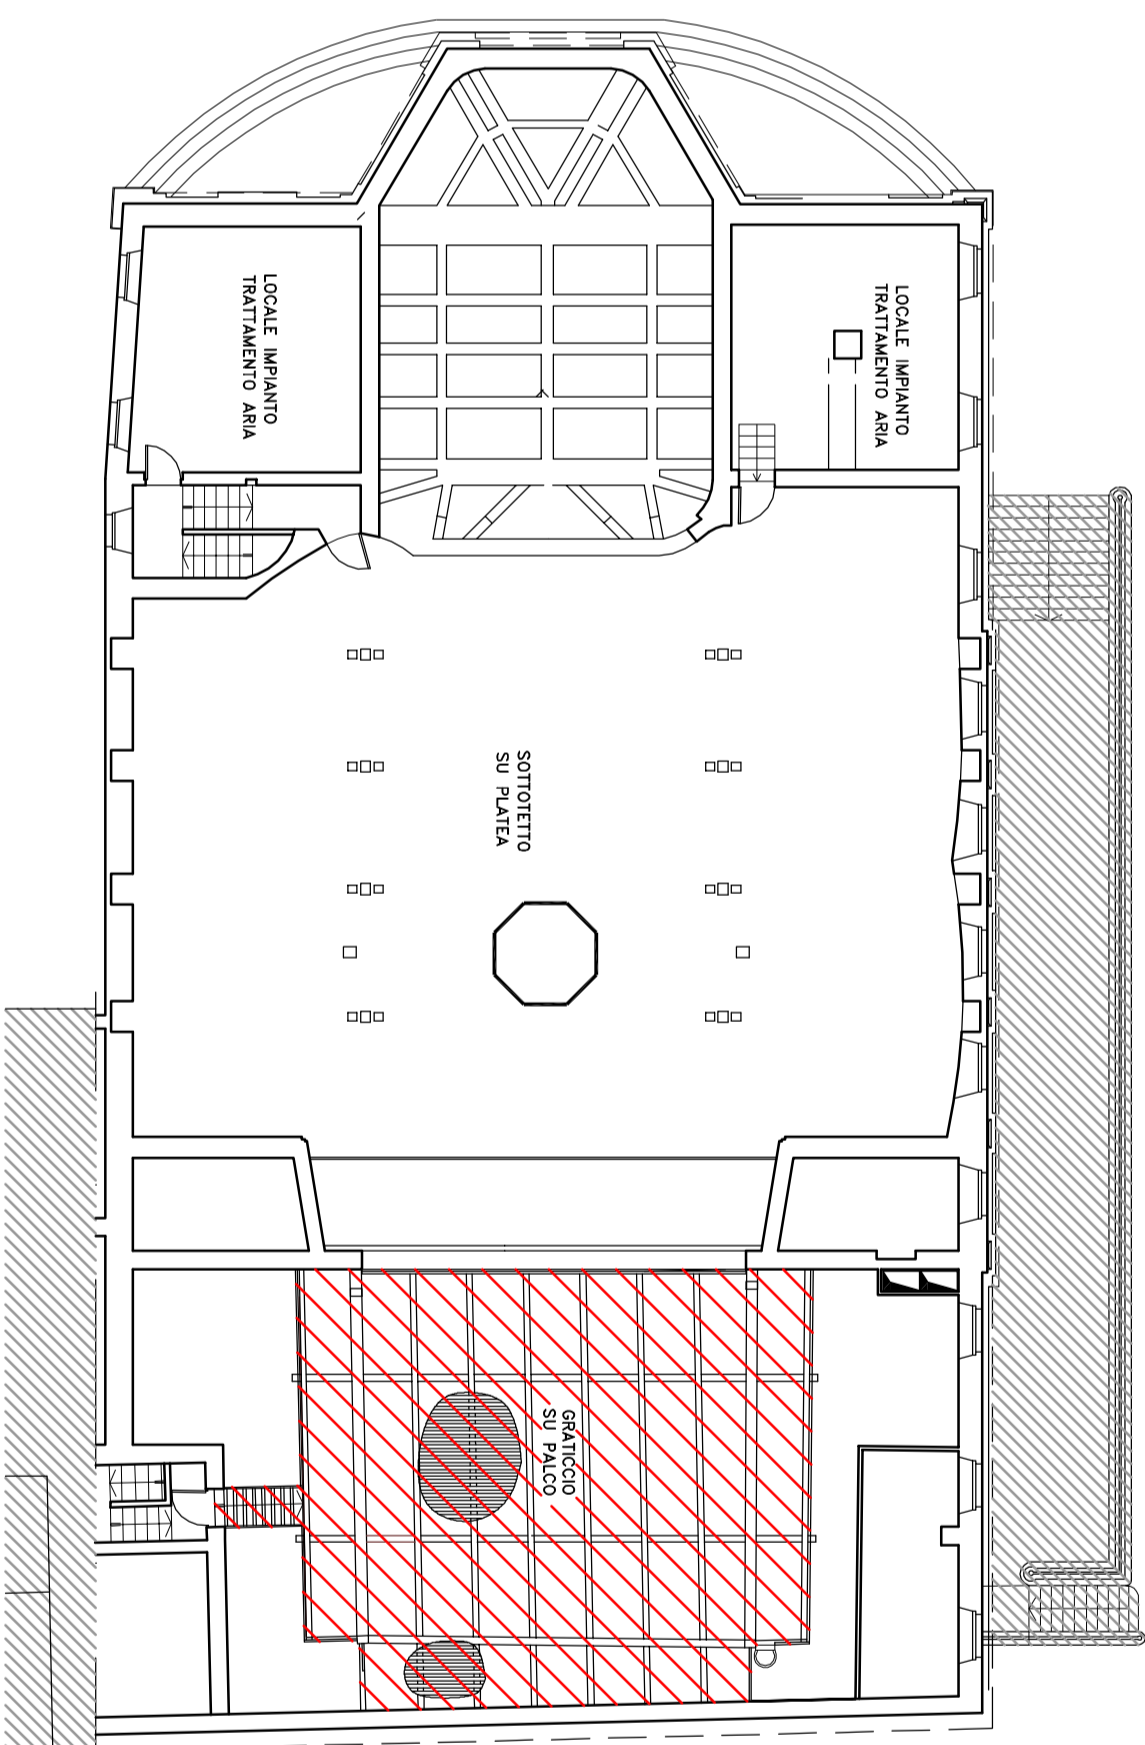 LOCALE IMPIANTO
TRATTAMENTO ARIA
LOCALE IMPIANTO
TRATTAMENTO ARIA
SOTTOTETTO
SU PLATEA
GRATICCIO
SU PALCO